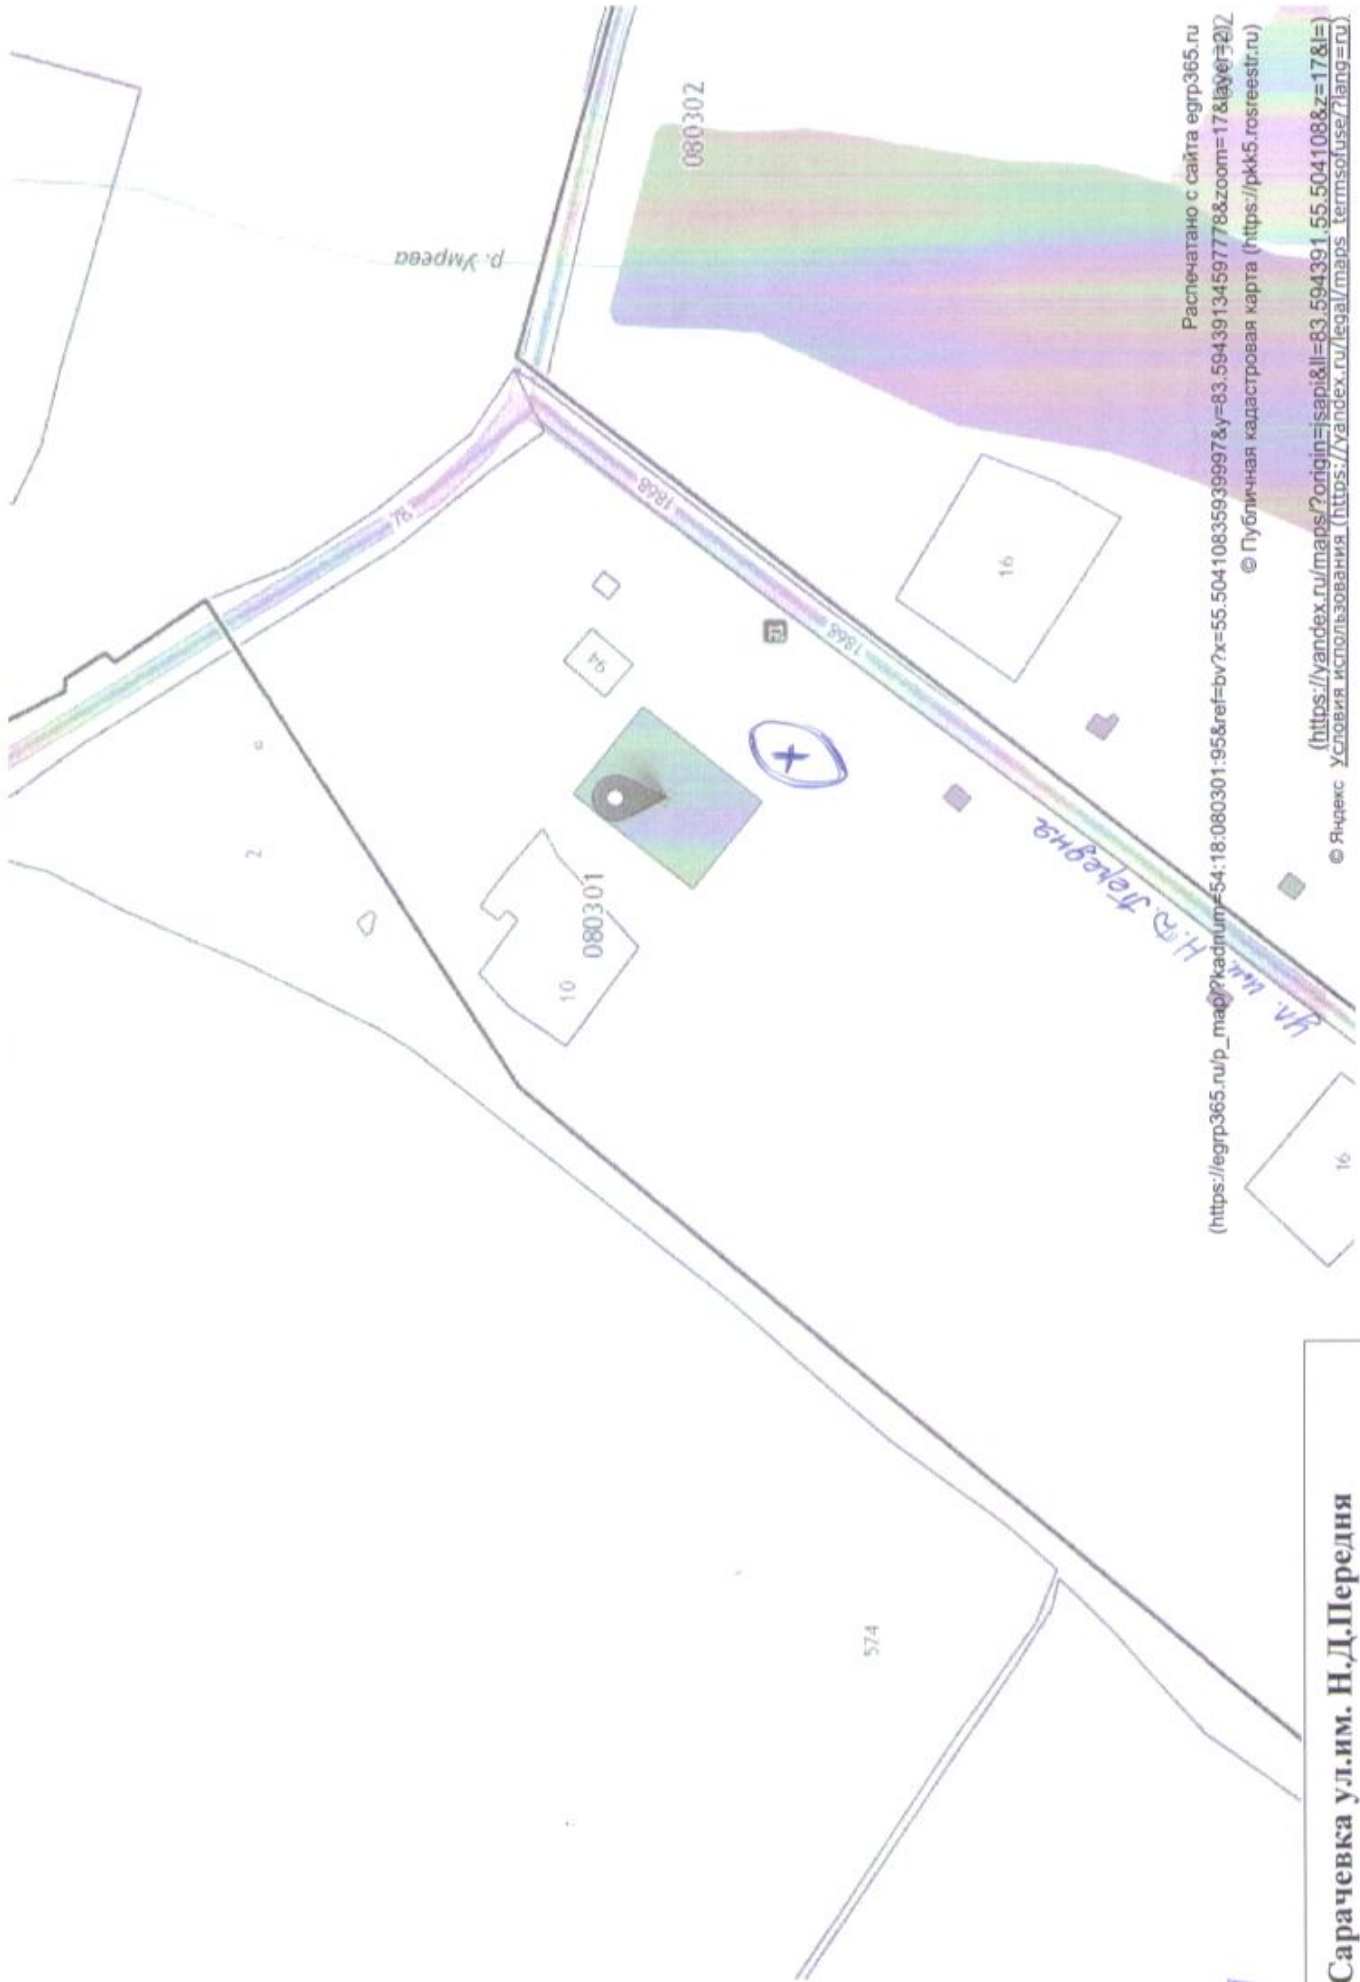 р. Умрева
080302
78
1868
1868
94
95
16
2
10
080301
ул. им. Н.Д. Передня
574
16
Распечатано с сайта egrp365.ru
(https://egrp365.ru/p_map/?kadnum=54:18:080301:95&ref=bv?x=55.50410835939997&y=83.59439134597778&zoom=17&layer=2)
© Публичная кадастровая карта (https://pkk5.rosreestr.ru)
(https://yandex.ru/maps/?origin=jsapi&ll=83.594391,55.504108&z=17&l=)
© Яндекс Условия использования (https://yandex.ru/legal/maps_termsofuse/?lang=ru)
Сарачевка ул.им. Н.Д.Передня